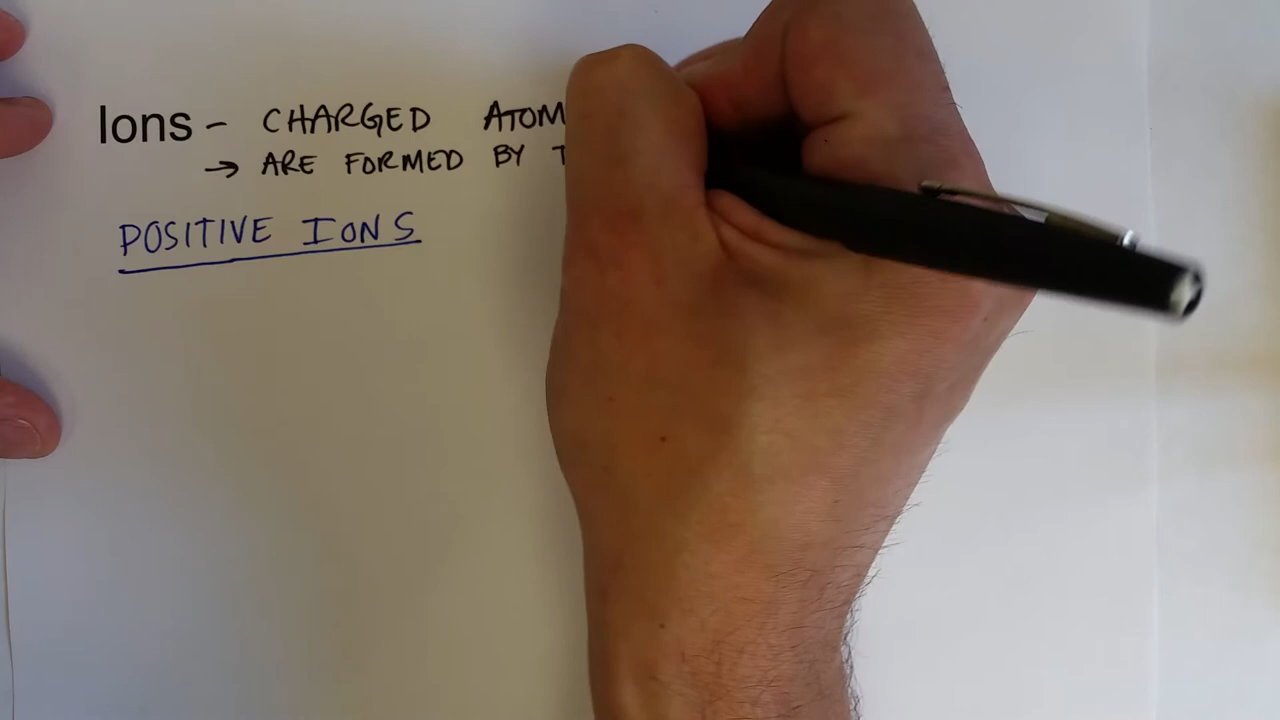 Ions - CHARGED ATOM
→ ARE FORMED BY T
POSITIVE IONS